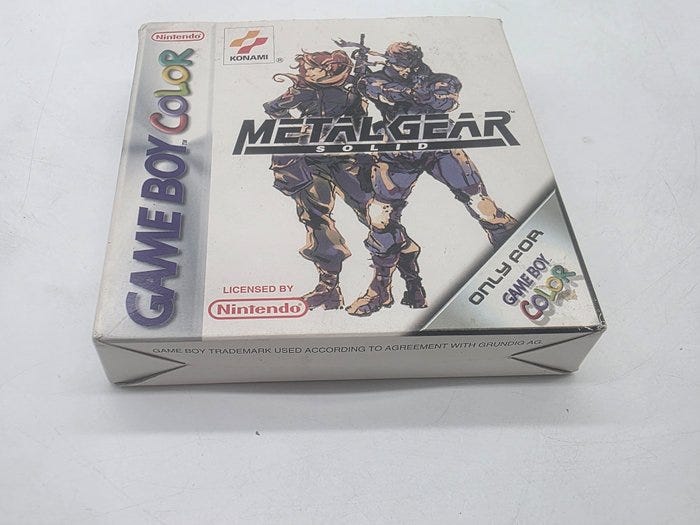 Nintendo
GAME BOY COLOR
KONAMI
®
METAL GEAR™
SOLID
LICENSED BY
Nintendo
ONLY FOR
GAME BOY
COLOR
GAME BOY TRADEMARK USED ACCORDING TO AGREEMENT WITH GRUNDIG AG.